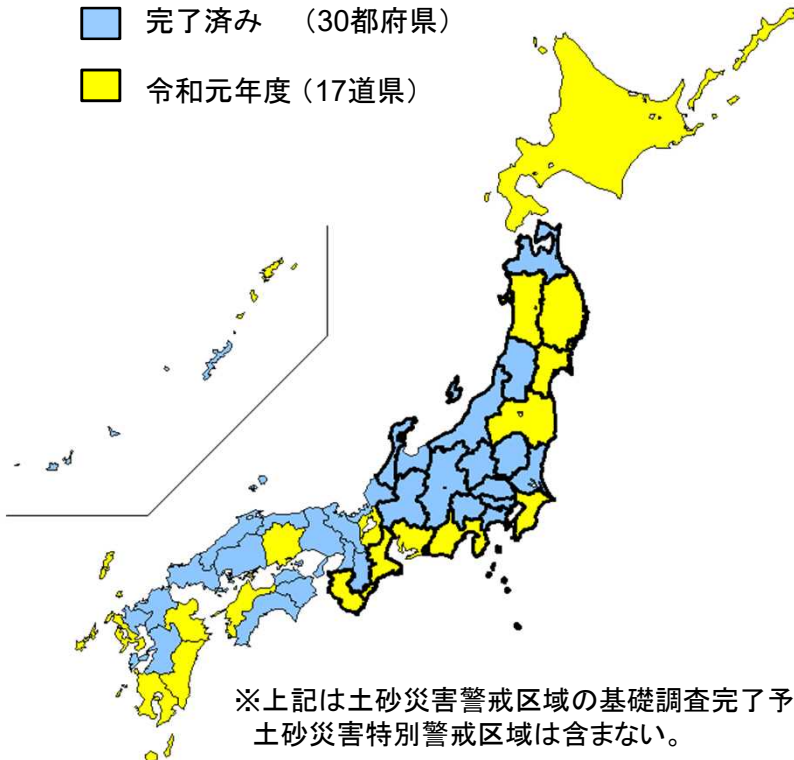 完了済み （30都府県）
令和元年度（17道県）
※上記は土砂災害警戒区域の基礎調査完了予
土砂災害特別警戒区域は含まない。